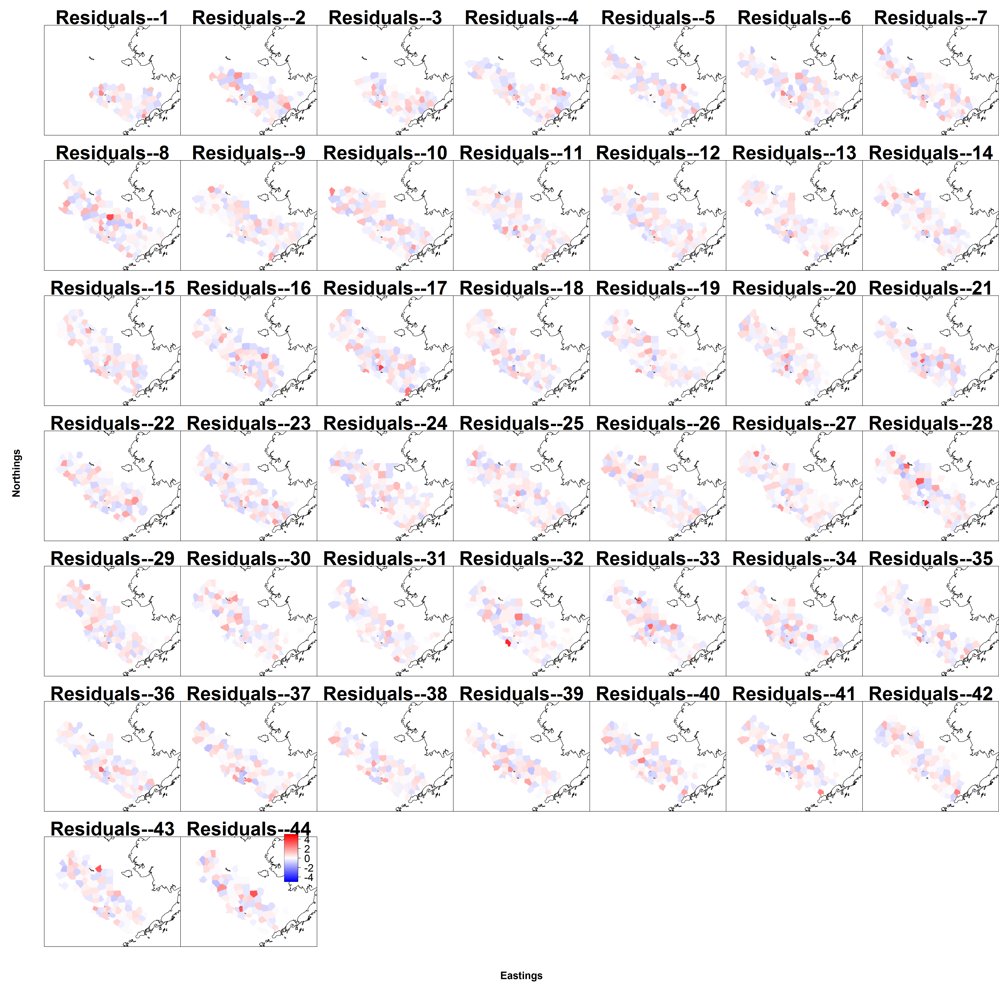 Residuals--1 Residuals--2 Residuals--3 Residuals--4 Residuals--5 Residuals--6 Residuals--7
Residuals--8 Residuals--9 Residuals--10 Residuals--11 Residuals--12 Residuals--13 Residuals--14
Residuals--15 Residuals--16 Residuals--17 Residuals--18 Residuals--19 Residuals--20 Residuals--21
Residuals--22 Residuals--23 Residuals--24 Residuals--25 Residuals--26 Residuals--27 Residuals--28
Northings
Residuals--29 Residuals--30 Residuals--31 Residuals--32 Residuals--33 Residuals--34 Residuals--35
Residuals--36 Residuals--37 Residuals--38 Residuals--39 Residuals--40 Residuals--41 Residuals--42
Residuals--43 Residuals--44
4
2
0
-2
-4
Eastings